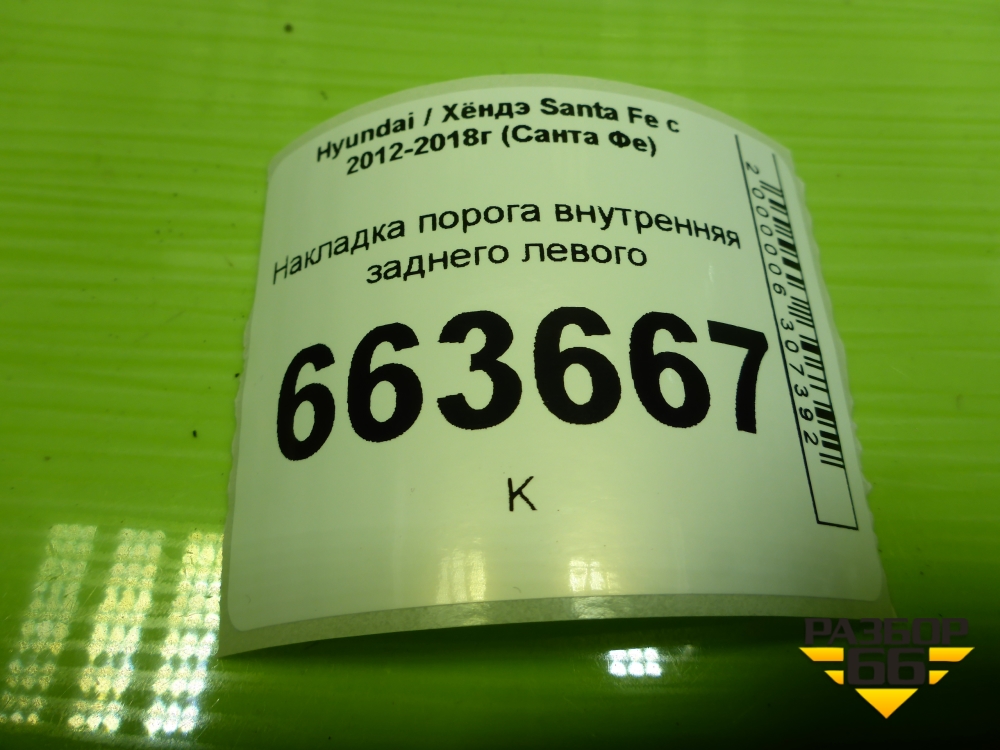 Hyundai / Хёндэ Santa Fe с
2012-2018г (Санта Фе)
Накладка порога внутренняя
заднего левого
663667
К
2000006307392
РАЗБОР
66